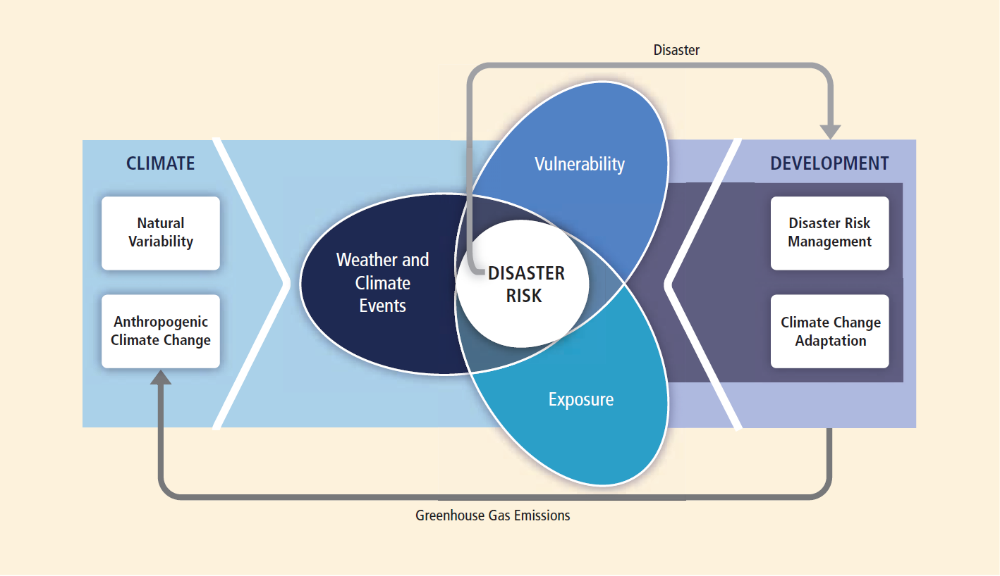 Disaster
CLIMATE
Natural
Variability
Anthropogenic
Climate Change
Weather and
Climate
Events
Vulnerability
DISASTER
RISK
Exposure
DEVELOPMENT
Disaster Risk
Management
Climate Change
Adaptation
Greenhouse Gas Emissions